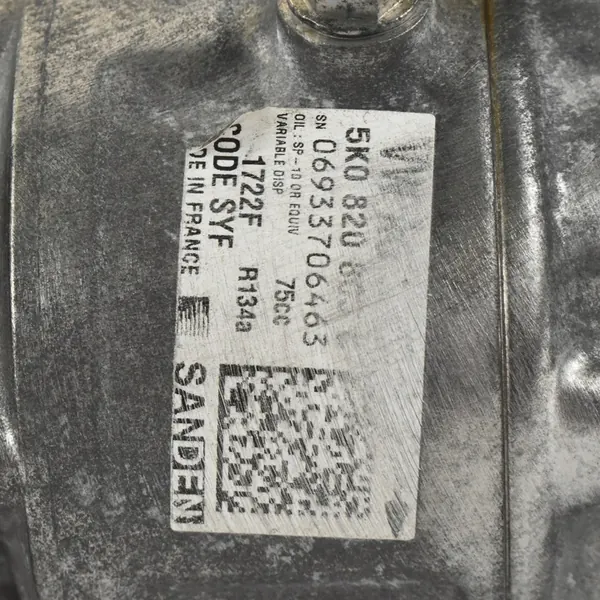 5K0 820
SN 06933706463
OIL : SP-10 OR EQUIV 75cc
VARIABLE DISP
1722F R134a
CODE SYF
DE IN FRANCE
SANDEN